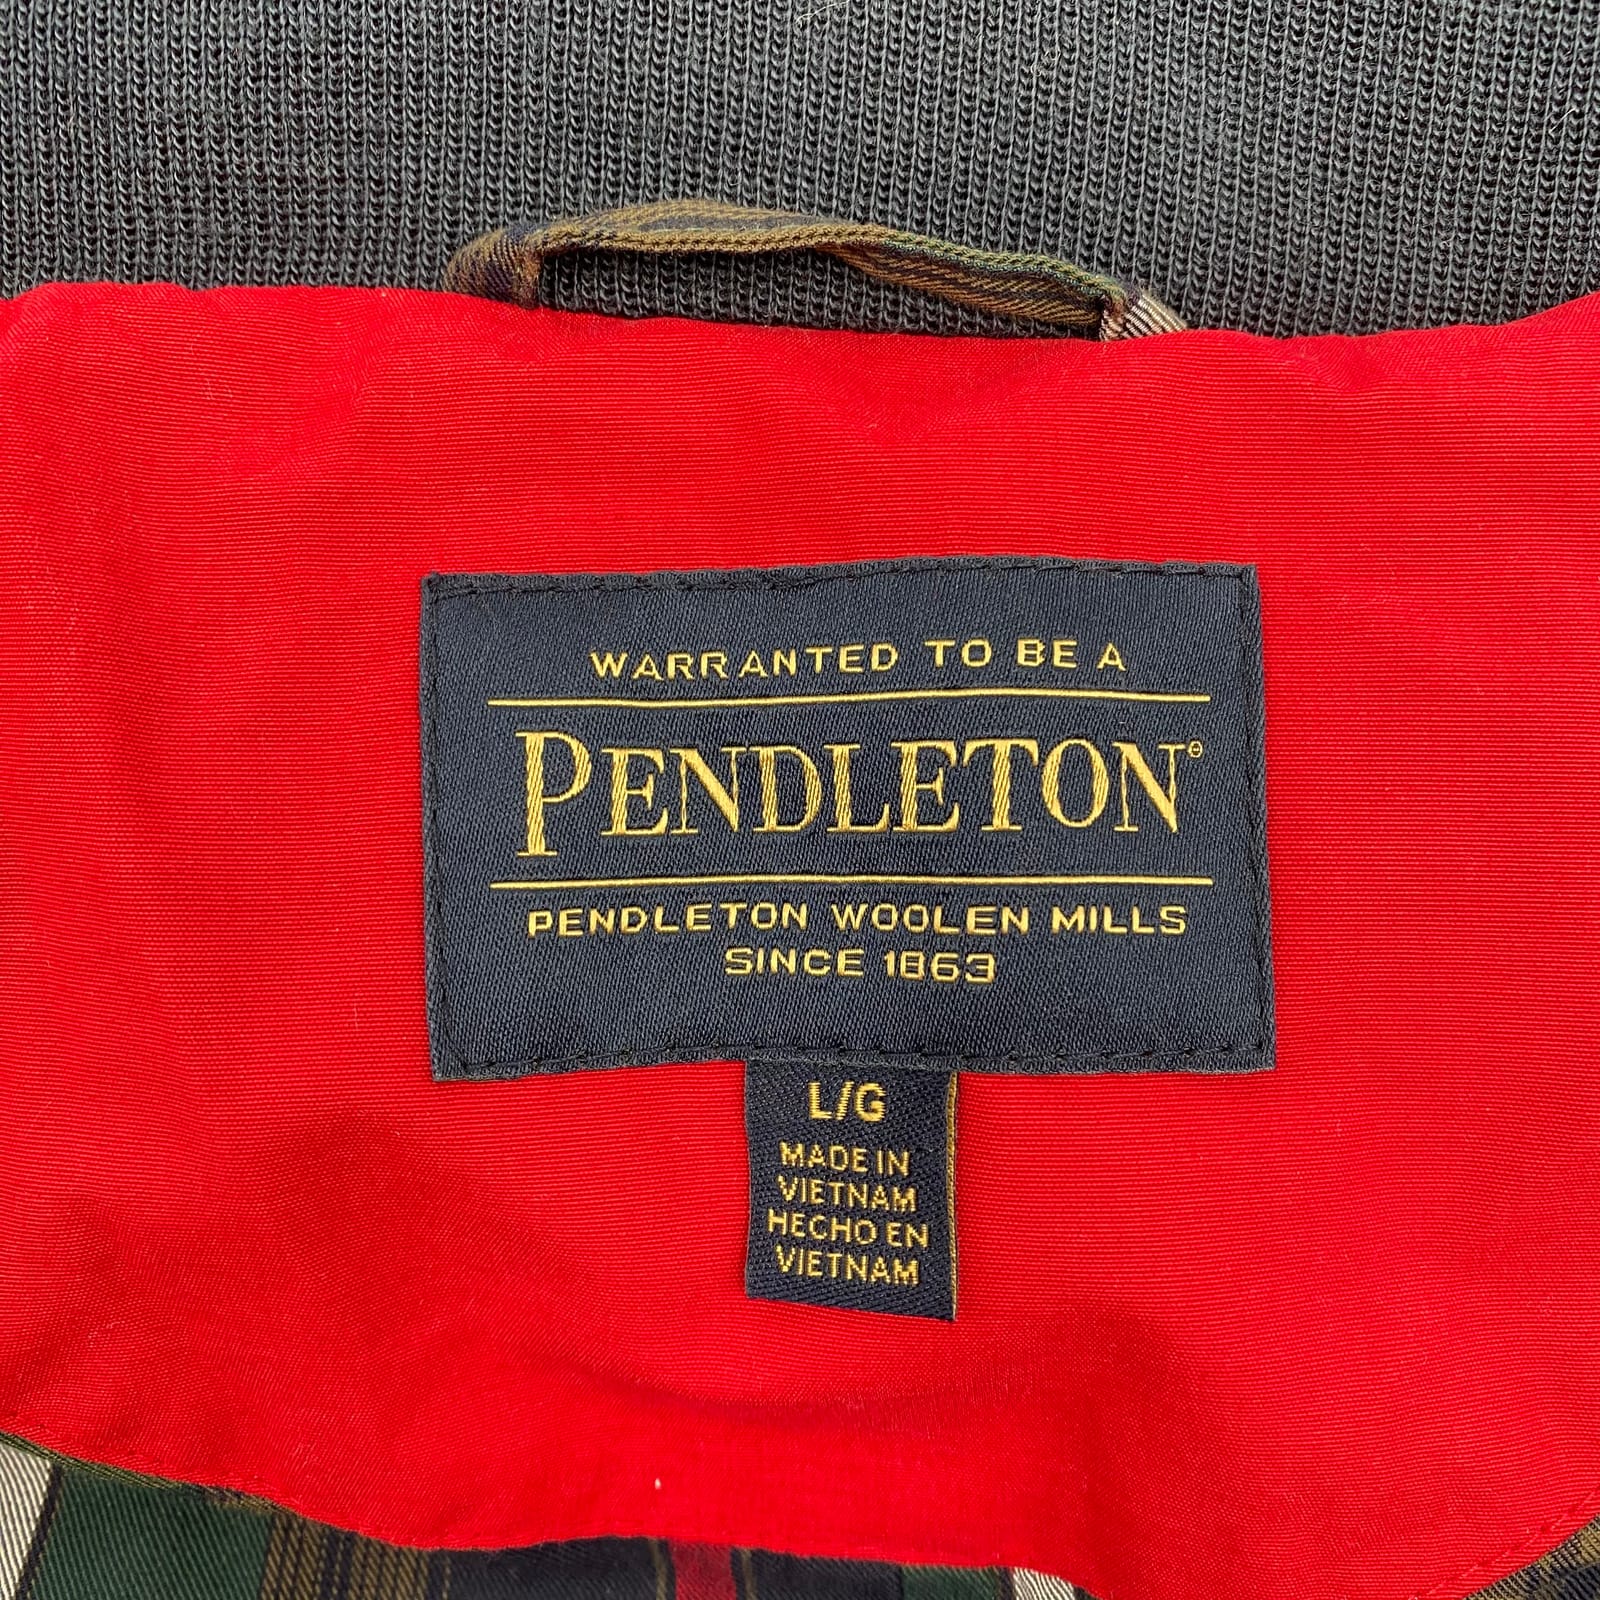 WARRANTED TO BE A
PENDLETON®
PENDLETON WOOLEN MILLS
SINCE 1863
L/G
MADE IN
VIETNAM
HECHO EN
VIETNAM